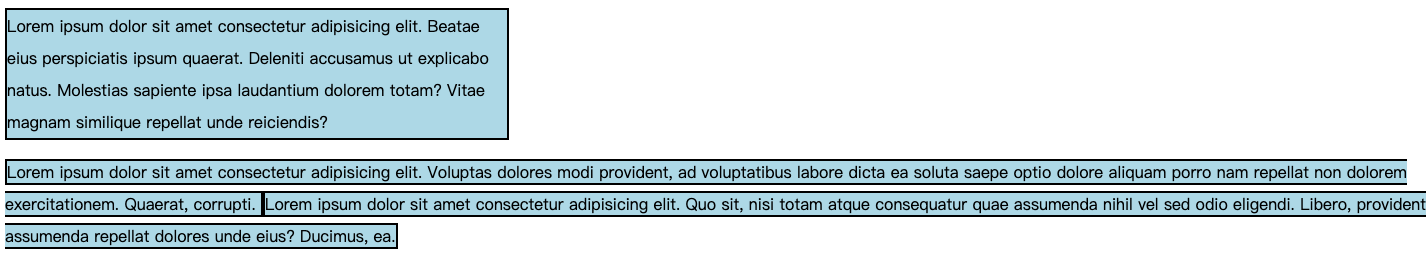 Lorem ipsum dolor sit amet consectetur adipisicing elit. Beatae
eius perspiciatis ipsum quaerat. Deleniti accusamus ut explicabo
natus. Molestias sapiente ipsa laudantium dolorem totam? Vitae
magnam similique repellat unde reiciendis?
Lorem ipsum dolor sit amet consectetur adipisicing elit. Voluptas dolores modi provident, ad voluptatibus labore dicta ea soluta saepe optio dolore aliquam porro nam repellat non dolorem
exercitationem. Quaerat, corrupti. Lorem ipsum dolor sit amet consectetur adipisicing elit. Quo sit, nisi totam atque consequatur quae assumenda nihil vel sed odio eligendi. Libero, provident
assumenda repellat dolores unde eius? Ducimus, ea.